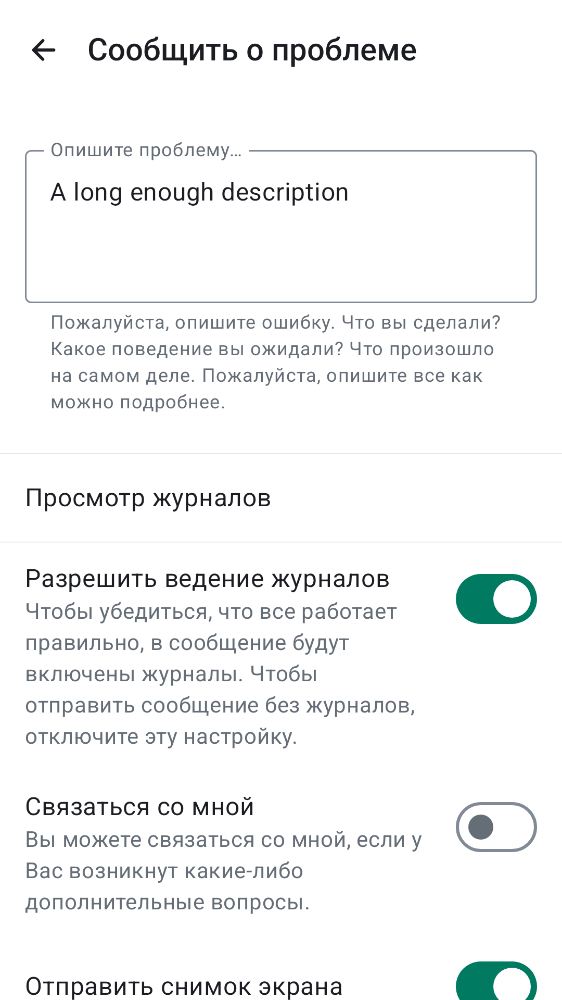 Сообщить о проблеме
Опишите проблему...
A long enough description
Пожалуйста, опишите ошибку. Что вы сделали?
Какое поведение вы ожидали? Что произошло
на самом деле. Пожалуйста, опишите все как
можно подробнее.
Просмотр журналов
Разрешить ведение журналов
Чтобы убедиться, что все работает
правильно, в сообщение будут
включены журналы. Чтобы
отправить сообщение без журналов,
отключите эту настройку.
Связаться со мной
Вы можете связаться со мной, если у
Вас возникнут какие-либо
дополнительные вопросы.
Отправить снимок экрана